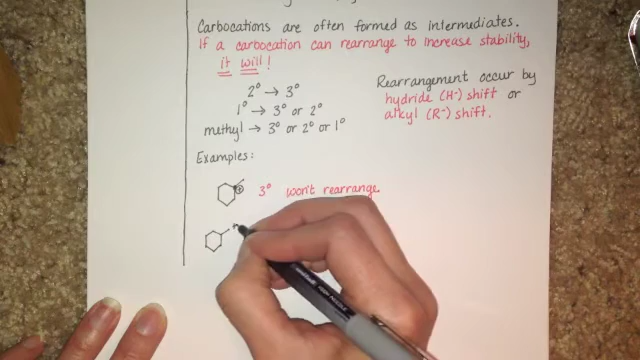 Carbocations are often formed as intermediates.
If a carbocation can rearrange to increase stability,
it will!
2° → 3°
1° → 3° or 2°
methyl → 3° or 2° or 1°
Rearrangement occur by
hydride (H⁻) shift or
alkyl (R⁻) shift.
Examples:
3° won't rearrange.